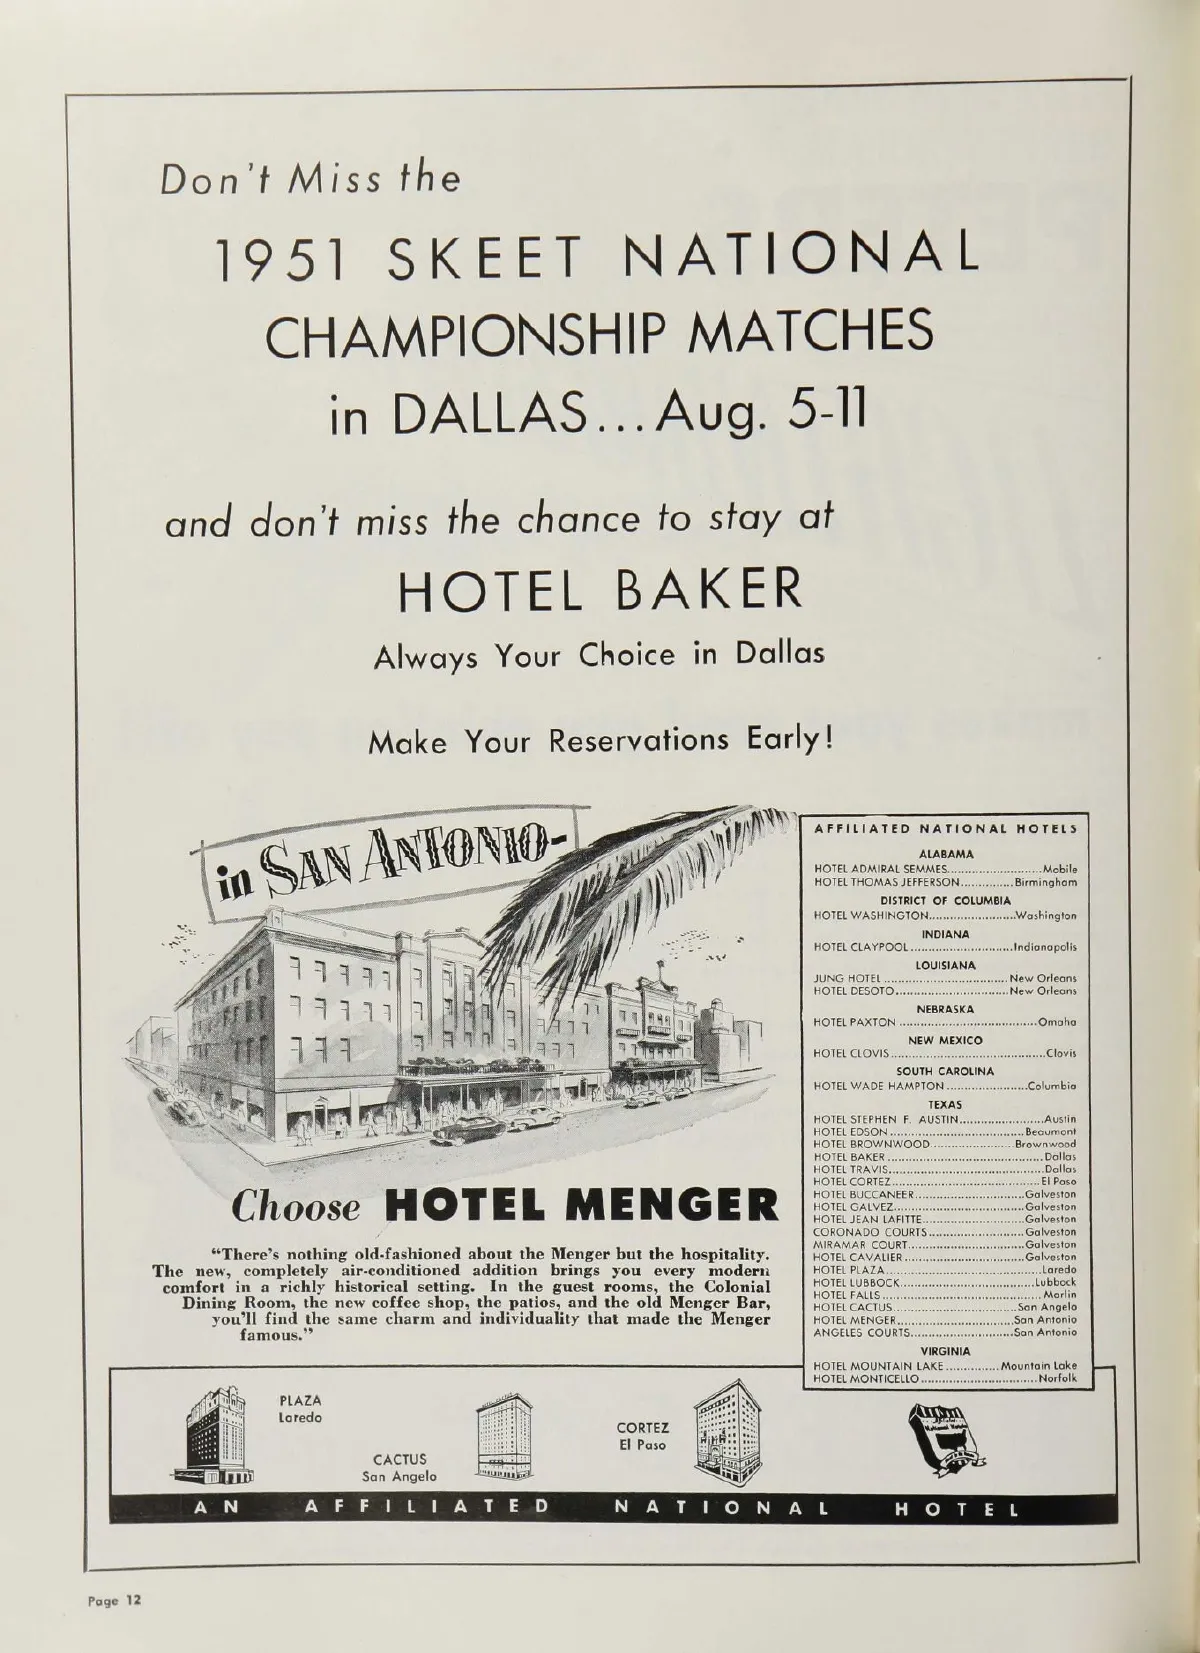 Don't Miss the
1951 SKEET NATIONAL
CHAMPIONSHIP MATCHES
in DALLAS...Aug. 5-11
and don't miss the chance to stay at
HOTEL BAKER
Always Your Choice in Dallas
Make Your Reservations Early!
in SAN ANTONIO-
Choose HOTEL MENGER
"There's nothing old-fashioned about the Menger but the hospitality.
The new, completely air-conditioned addition brings you every modern
comfort in a richly historical setting. In the guest rooms, the Colonial
Dining Room, the new coffee shop, the patios, and the old Menger Bar,
you'll find the same charm and individuality that made the Menger
famous."
AFFILIATED NATIONAL HOTELS
ALABAMA
HOTEL ADMIRAL SEMMES...Mobile
HOTEL THOMAS JEFFERSON...Birmingham
DISTRICT OF COLUMBIA
HOTEL WASHINGTON...Washington
INDIANA
HOTEL CLAYPOOL...Indianapolis
LOUISIANA
JUNG HOTEL...New Orleans
HOTEL DESOTO...New Orleans
NEBRASKA
HOTEL PAXTON...Omaha
NEW MEXICO
HOTEL CLOVIS...Clovis
SOUTH CAROLINA
HOTEL WADE HAMPTON...Columbia
TEXAS
HOTEL STEPHEN F. AUSTIN...Austin
HOTEL EDSON...Beaumont
HOTEL BROWNWOOD...Brownwood
HOTEL BAKER...Dallas
HOTEL TRAVIS...Dallas
HOTEL CORTEZ...El Paso
HOTEL BUCCANEER...Galveston
HOTEL GALVEZ...Galveston
HOTEL JEAN LAFITTE...Galveston
CORONADO COURTS...Galveston
MIRAMAR COURT...Galveston
HOTEL CAVALIER...Galveston
HOTEL PLAZA...Laredo
HOTEL LUBBOCK...Lubbock
HOTEL FALLS...Marlin
HOTEL CACTUS...San Angelo
HOTEL MENGER...San Antonio
ANGELES COURTS...San Antonio
VIRGINIA
HOTEL MOUNTAIN LAKE...Mountain Lake
HOTEL MONTICELLO...Norfolk
PLAZA
Laredo
CACTUS
San Angelo
CORTEZ
El Paso
AN AFFILIATED NATIONAL HOTEL
Page 12